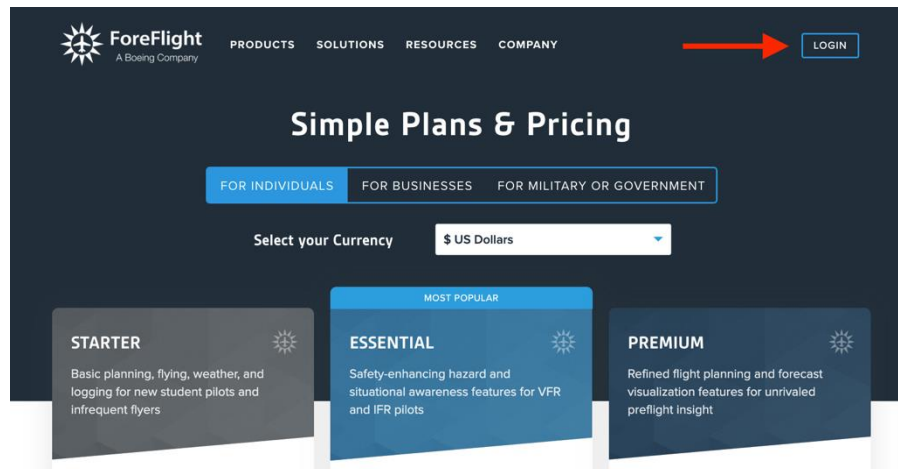 ForeFlight
A Boeing Company
PRODUCTS SOLUTIONS RESOURCES COMPANY
LOGIN
Simple Plans & Pricing
FOR INDIVIDUALS FOR BUSINESSES FOR MILITARY OR GOVERNMENT
Select your Currency $ US Dollars
MOST POPULAR
STARTER
Basic planning, flying, weather, and
logging for new student pilots and
infrequent flyers
ESSENTIAL
Safety-enhancing hazard and
situational awareness features for VFR
and IFR pilots
PREMIUM
Refined flight planning and forecast
visualization features for unrivaled
preflight insight